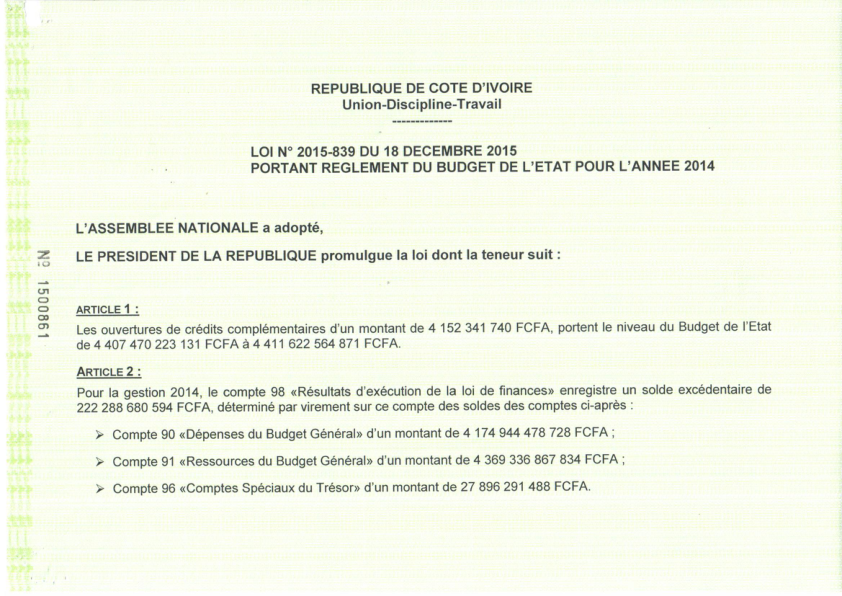 REPUBLIQUE DE COTE D'IVOIRE
Union-Discipline-Travail
-------------
LOI N° 2015-839 DU 18 DECEMBRE 2015
PORTANT REGLEMENT DU BUDGET DE L'ETAT POUR L'ANNEE 2014
L'ASSEMBLEE NATIONALE a adopté,
LE PRESIDENT DE LA REPUBLIQUE promulgue la loi dont la teneur suit :
Nº 1500861
ARTICLE 1 :
Les ouvertures de crédits complémentaires d'un montant de 4 152 341 740 FCFA, portent le niveau du Budget de l'Etat
de 4 407 470 223 131 FCFA à 4 411 622 564 871 FCFA.
ARTICLE 2 :
Pour la gestion 2014, le compte 98 «Résultats d'exécution de la loi de finances» enregistre un solde excédentaire de
222 288 680 594 FCFA, déterminé par virement sur ce compte des soldes des comptes ci-après :
➢ Compte 90 «Dépenses du Budget Général» d'un montant de 4 174 944 478 728 FCFA ;
➢ Compte 91 «Ressources du Budget Général» d'un montant de 4 369 336 867 834 FCFA ;
➢ Compte 96 «Comptes Spéciaux du Trésor» d'un montant de 27 896 291 488 FCFA.